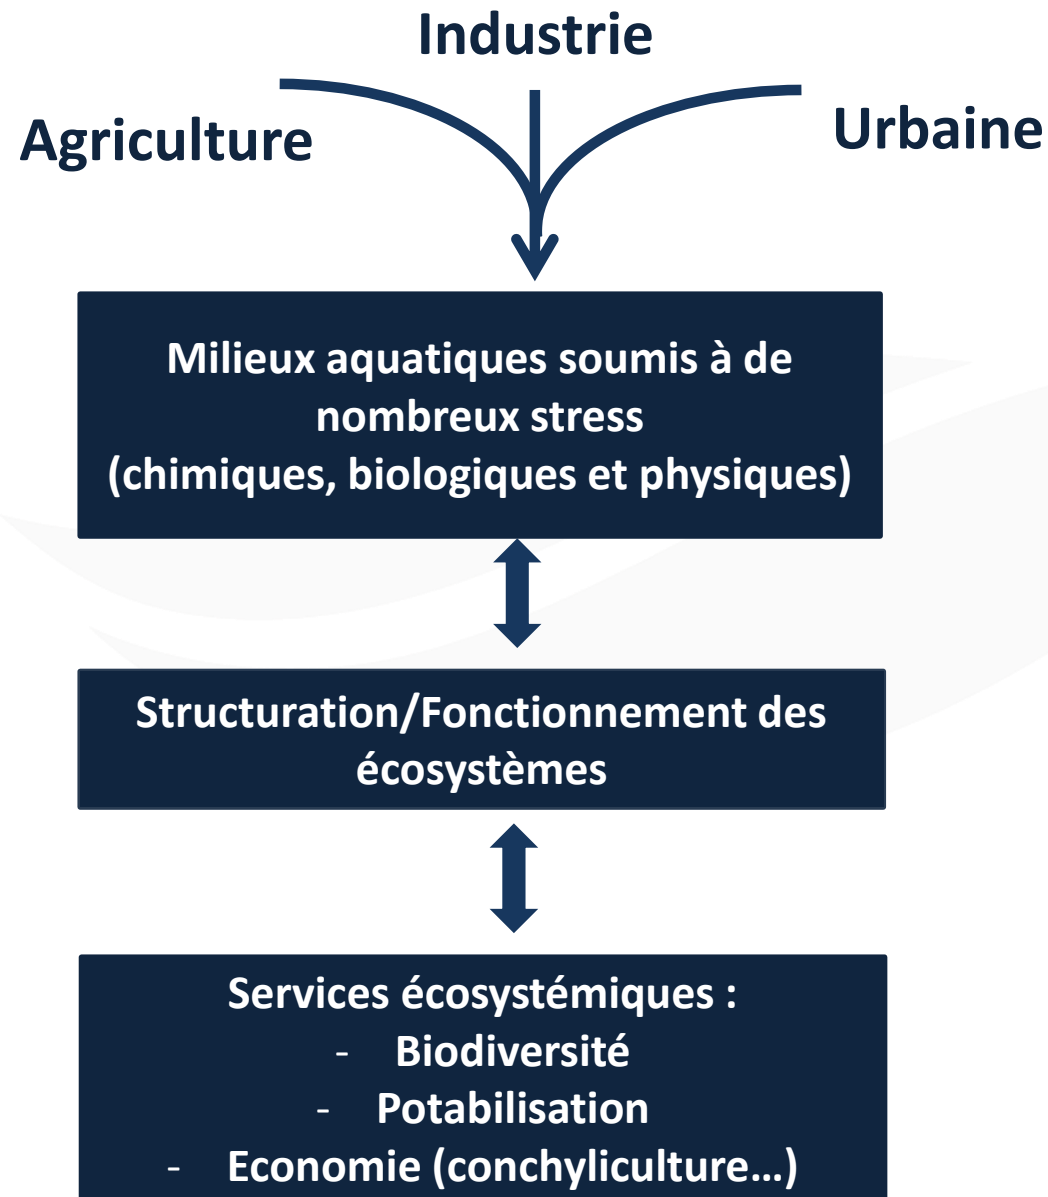 Industrie
Agriculture
Urbaine
Milieux aquatiques soumis à de
nombreux stress
(chimiques, biologiques et physiques)
Structuration/Fonctionnement des
écosystèmes
Services écosystémiques :
- Biodiversité
- Potabilisation
- Economie (conchyliculture…)